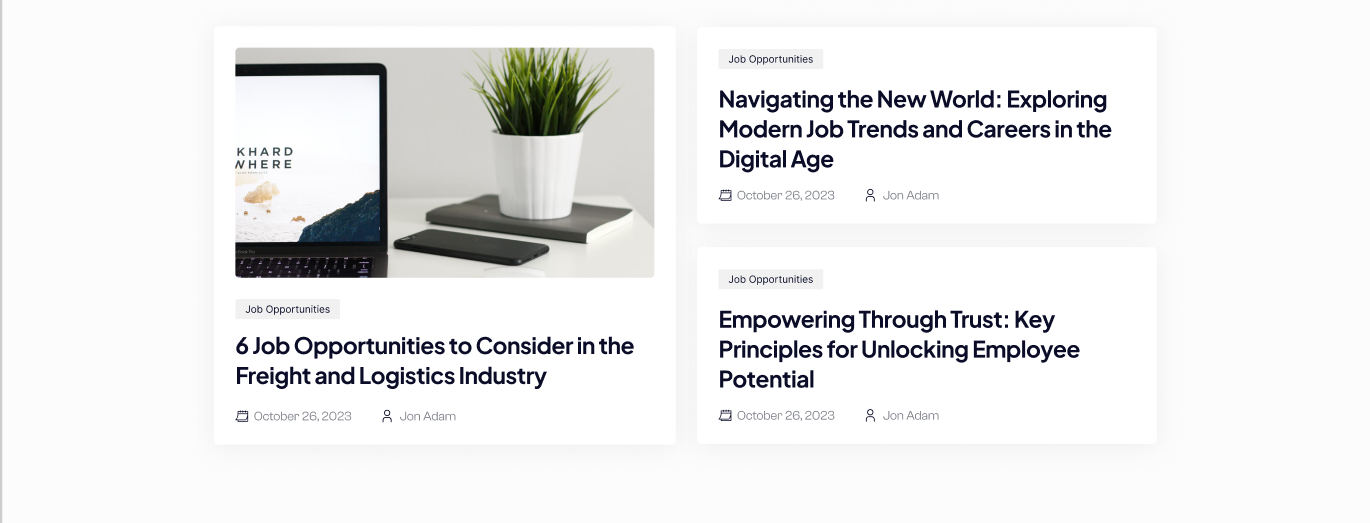 KHARD
WHERE
Job Opportunities
6 Job Opportunities to Consider in the
Freight and Logistics Industry
October 26, 2023 Jon Adam
Job Opportunities
Navigating the New World: Exploring
Modern Job Trends and Careers in the
Digital Age
October 26, 2023 Jon Adam
Job Opportunities
Empowering Through Trust: Key
Principles for Unlocking Employee
Potential
October 26, 2023 Jon Adam